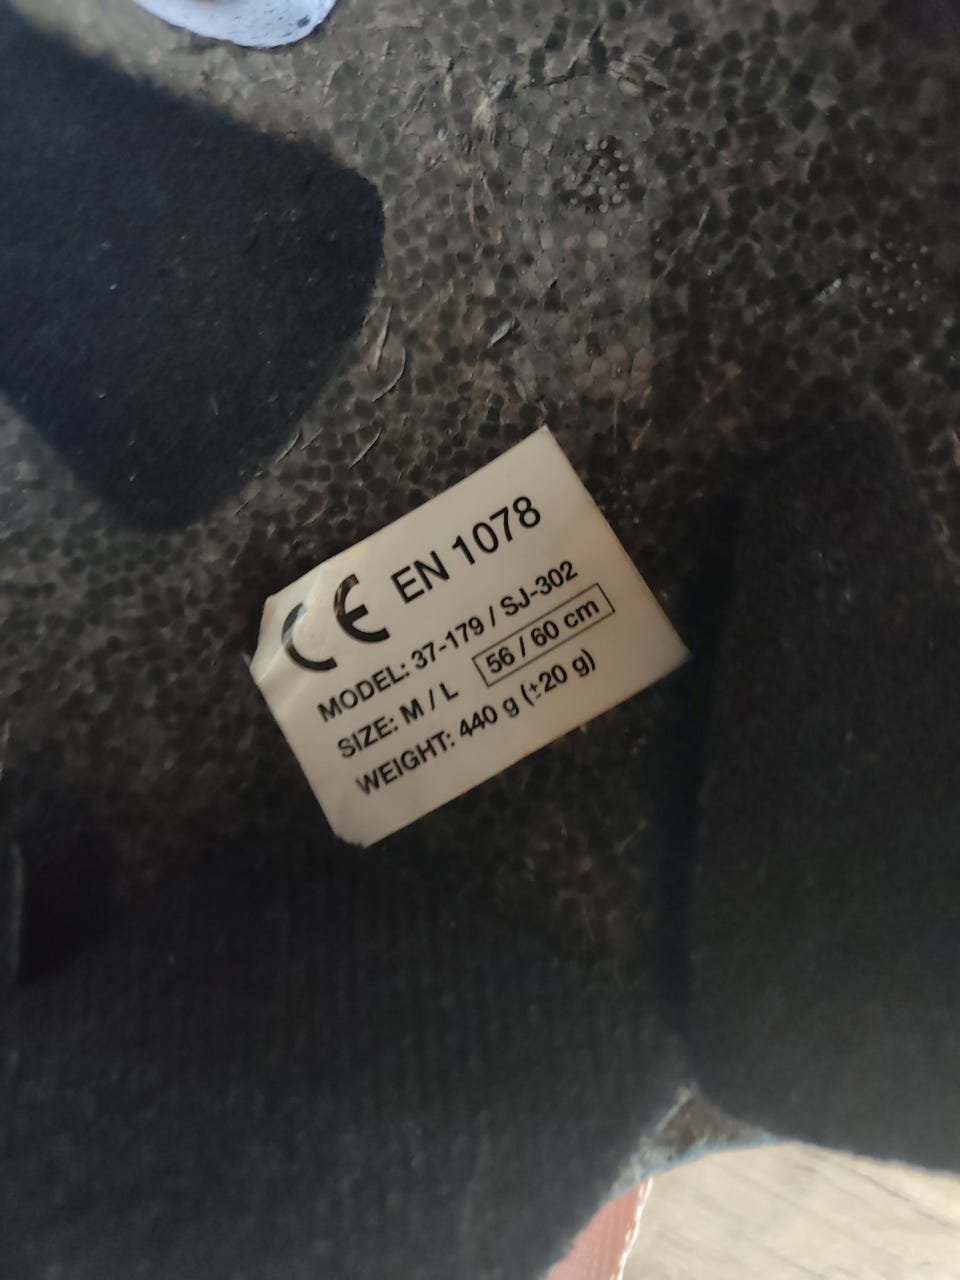 CE EN 1078
MODEL: 37-179 / SJ-302
SIZE: M / L 56 / 60 cm
WEIGHT: 440 g (±20 g)